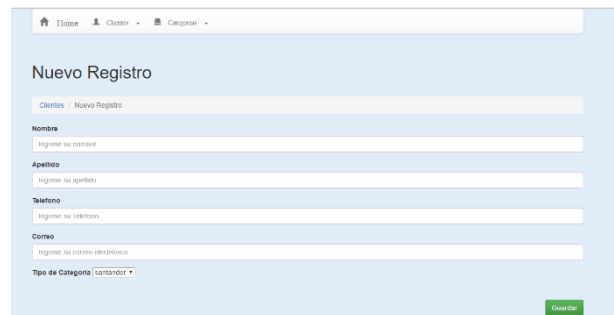 Home Clientes Categorias
Nuevo Registro
Clientes / Nuevo Registro
Nombre
Ingrese su nombre
Apellido
Ingrese su apellido
Telefono
Ingrese su Telefono
Correo
Ingrese su correo electrónico
Tipo de Categoria santander
Guardar